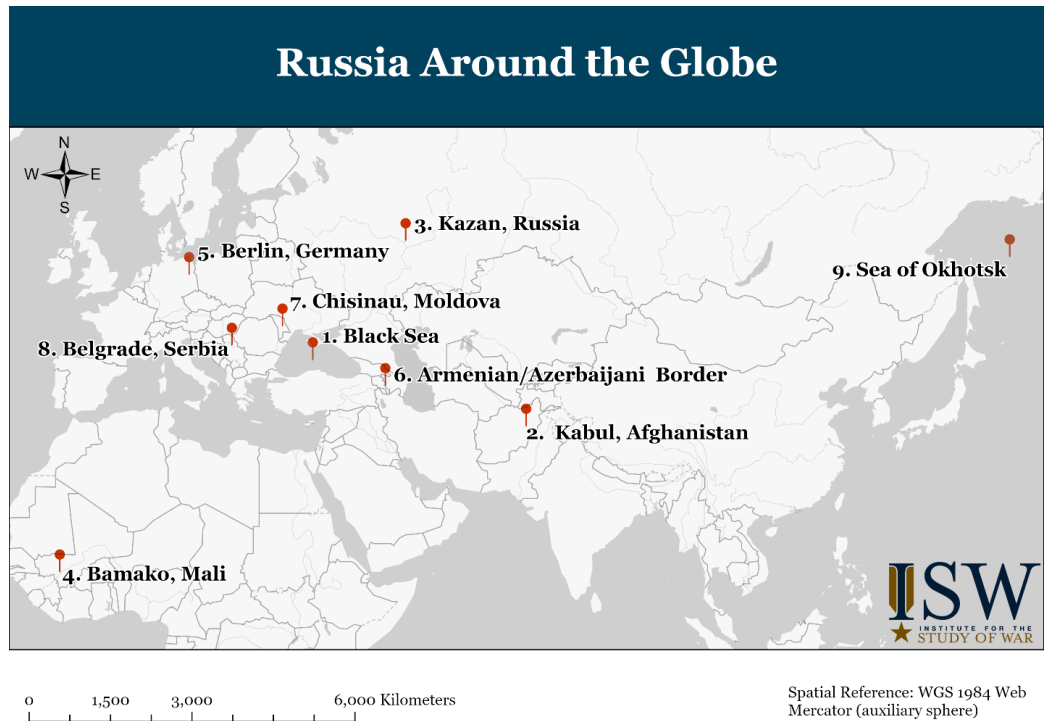 Russia Around the Globe
N
W E
S
3. Kazan, Russia
5. Berlin, Germany
9. Sea of Okhotsk
7. Chisinau, Moldova
1. Black Sea
8. Belgrade, Serbia
6. Armenian/Azerbaijani Border
2. Kabul, Afghanistan
4. Bamako, Mali
ISW
INSTITUTE FOR THE
STUDY OF WAR
0 1,500 3,000 6,000 Kilometers
Spatial Reference: WGS 1984 Web
Mercator (auxiliary sphere)